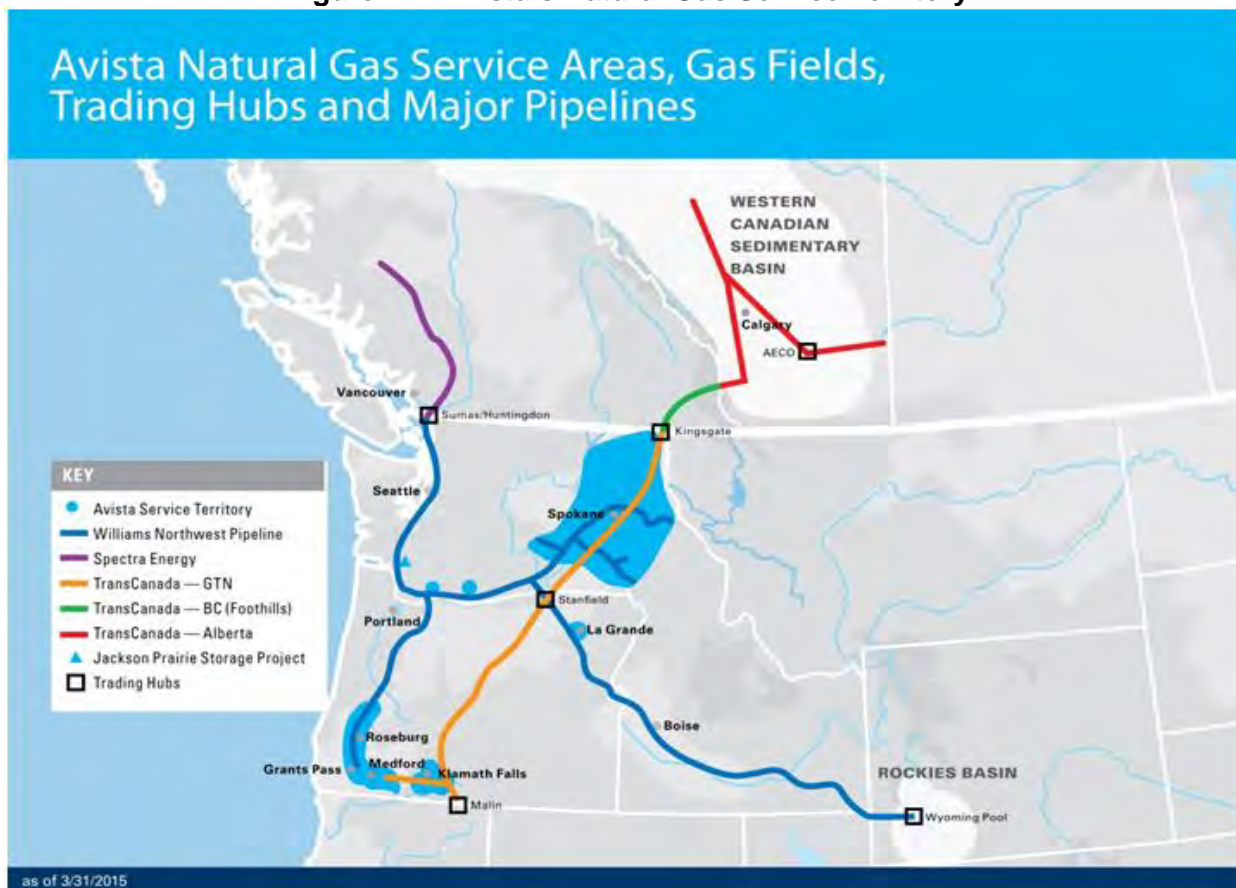 Avista Natural Gas Service Areas, Gas Fields,
Trading Hubs and Major Pipelines
WESTERN
CANADIAN
SEDIMENTARY
BASIN
Calgary
AECO
Vancouver
Sumas/Huntingdon
Kingsgate
KEY
Avista Service Territory
Williams Northwest Pipeline
Spectra Energy
TransCanada — GTN
TransCanada — BC (Foothills)
TransCanada — Alberta
Jackson Prairie Storage Project
Trading Hubs
Seattle
Spokane
Stanfield
Portland
La Grande
Boise
Roseburg
Medford
Grants Pass
Klamath Falls
Malin
ROCKIES BASIN
Wyoming Pool
as of 3/31/2015